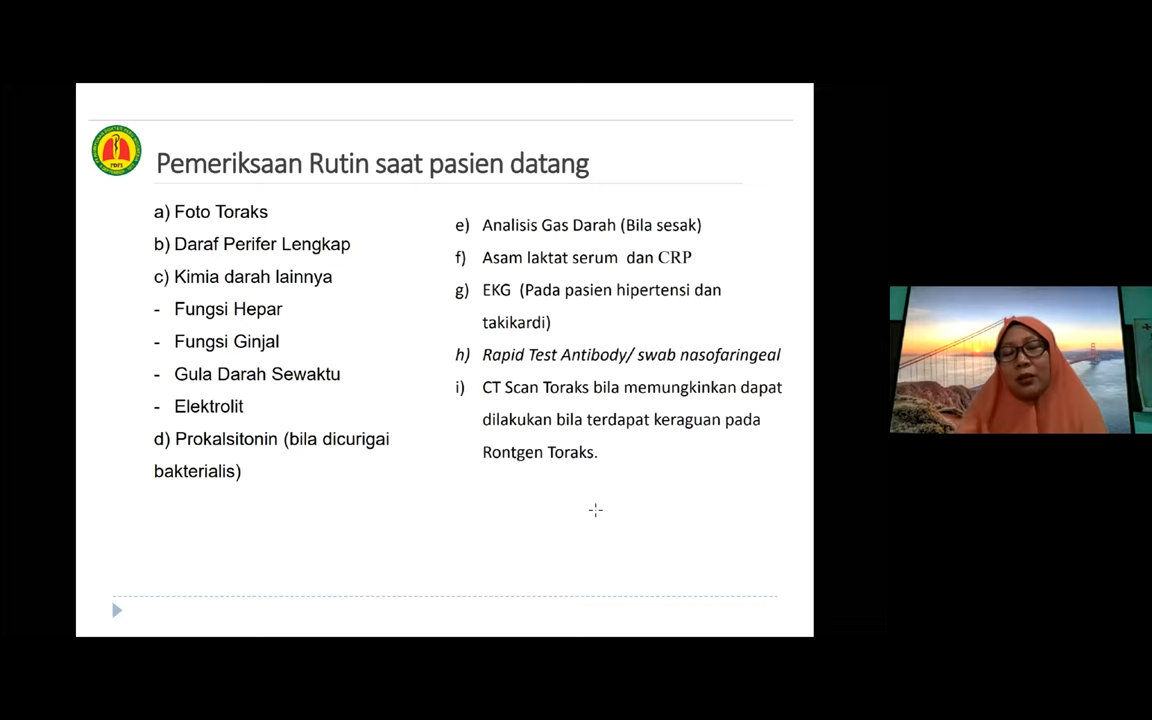 Pemeriksaan Rutin saat pasien datang
a) Foto Toraks
b) Daraf Perifer Lengkap
c) Kimia darah lainnya
- Fungsi Hepar
- Fungsi Ginjal
- Gula Darah Sewaktu
- Elektrolit
d) Prokalsitonin (bila dicurigai
bakterialis)
e) Analisis Gas Darah (Bila sesak)
f) Asam laktat serum dan CRP
g) EKG (Pada pasien hipertensi dan
takikardi)
h) Rapid Test Antibody/ swab nasofaringeal
i) CT Scan Toraks bila memungkinkan dapat
dilakukan bila terdapat keraguan pada
Rontgen Toraks.